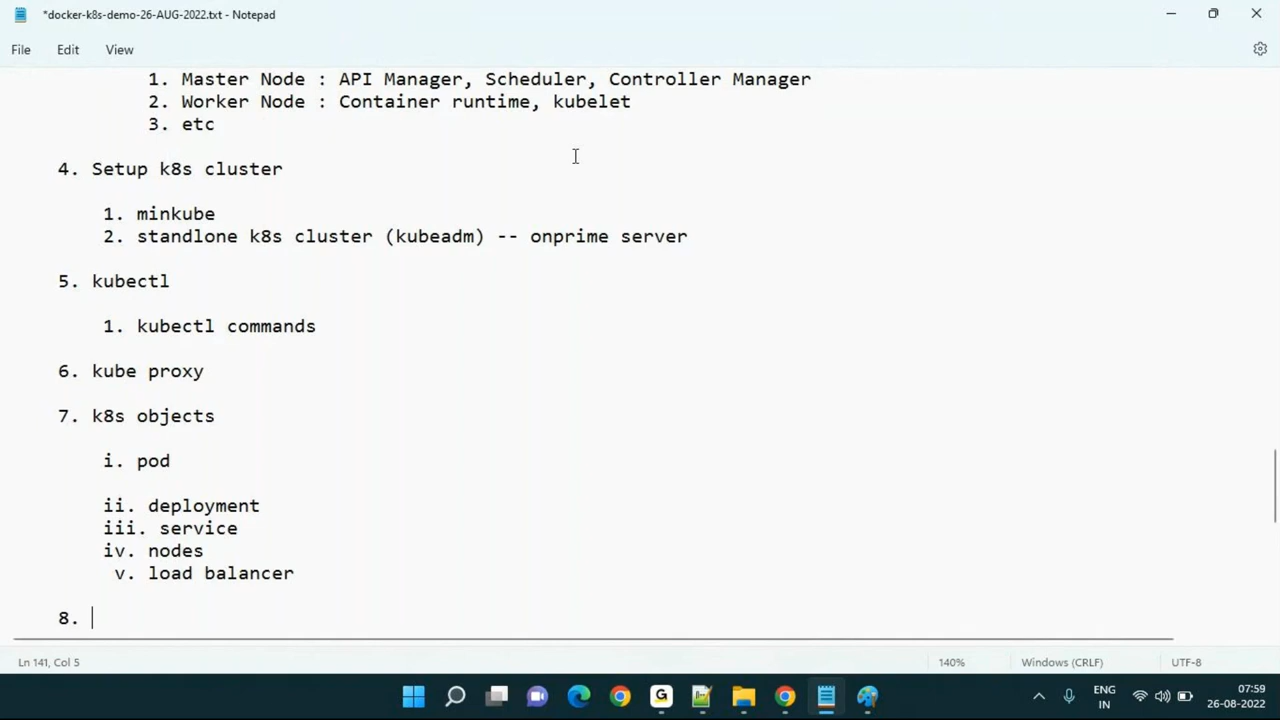 *docker-k8s-demo-26-AUG-2022.txt - Notepad
File Edit View
1. Master Node : API Manager, Scheduler, Controller Manager
2. Worker Node : Container runtime, kubelet
3. etc
4. Setup k8s cluster
1. minkube
2. standlone k8s cluster (kubeadm) -- onprime server
5. kubectl
1. kubectl commands
6. kube proxy
7. k8s objects
i. pod
ii. deployment
iii. service
iv. nodes
v. load balancer
8.
Ln 141, Col 5 140% Windows (CRLF) UTF-8
G
ENG
IN
07:59
26-08-2022